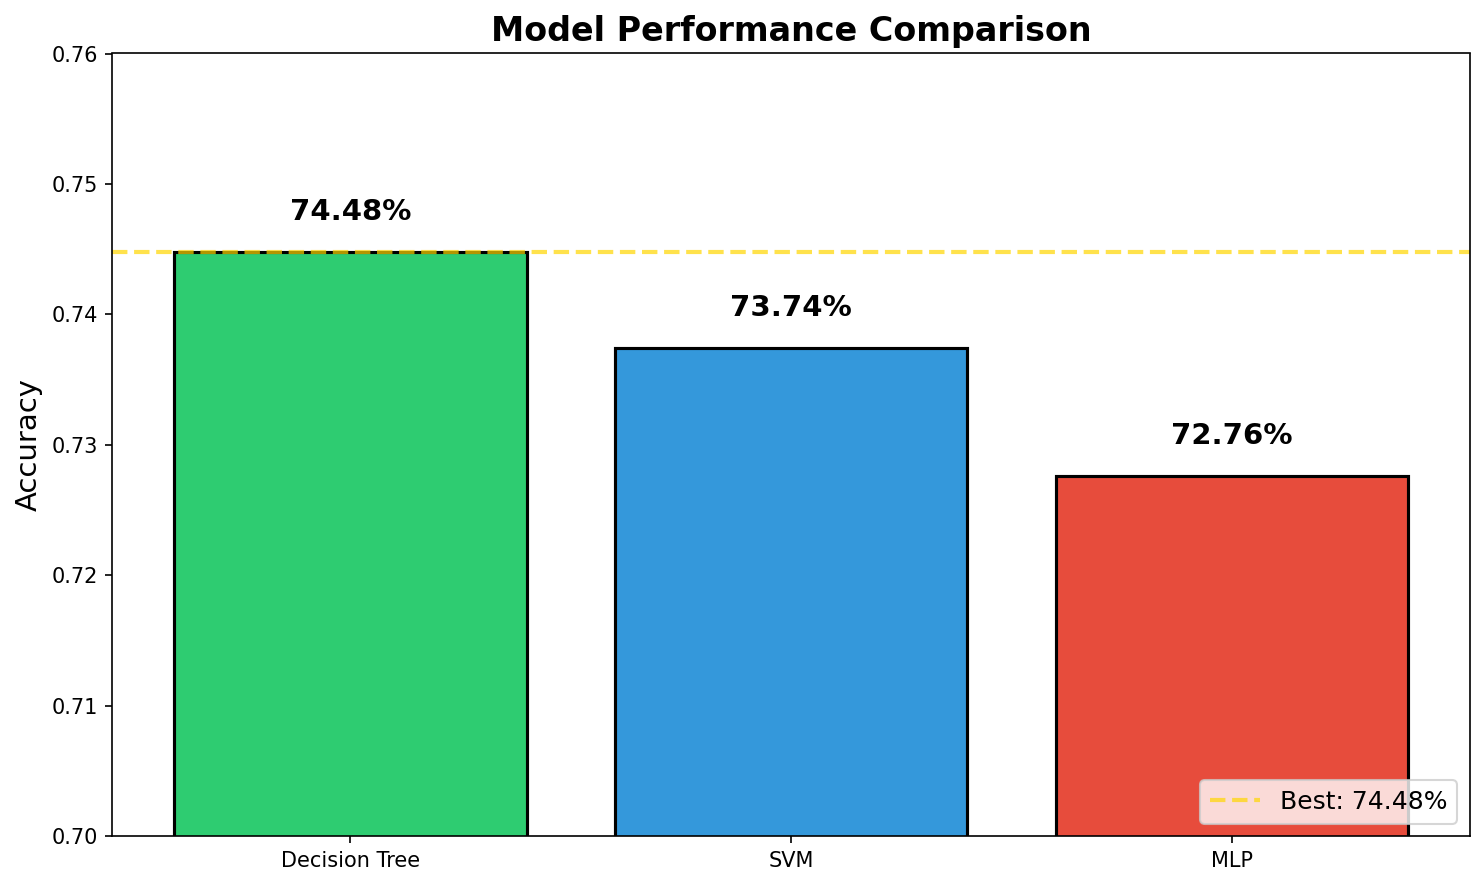 Model Performance Comparison
Accuracy
0.76
0.75
0.74
0.73
0.72
0.71
0.70
74.48%
73.74%
72.76%
Best: 74.48%
Decision Tree
SVM
MLP